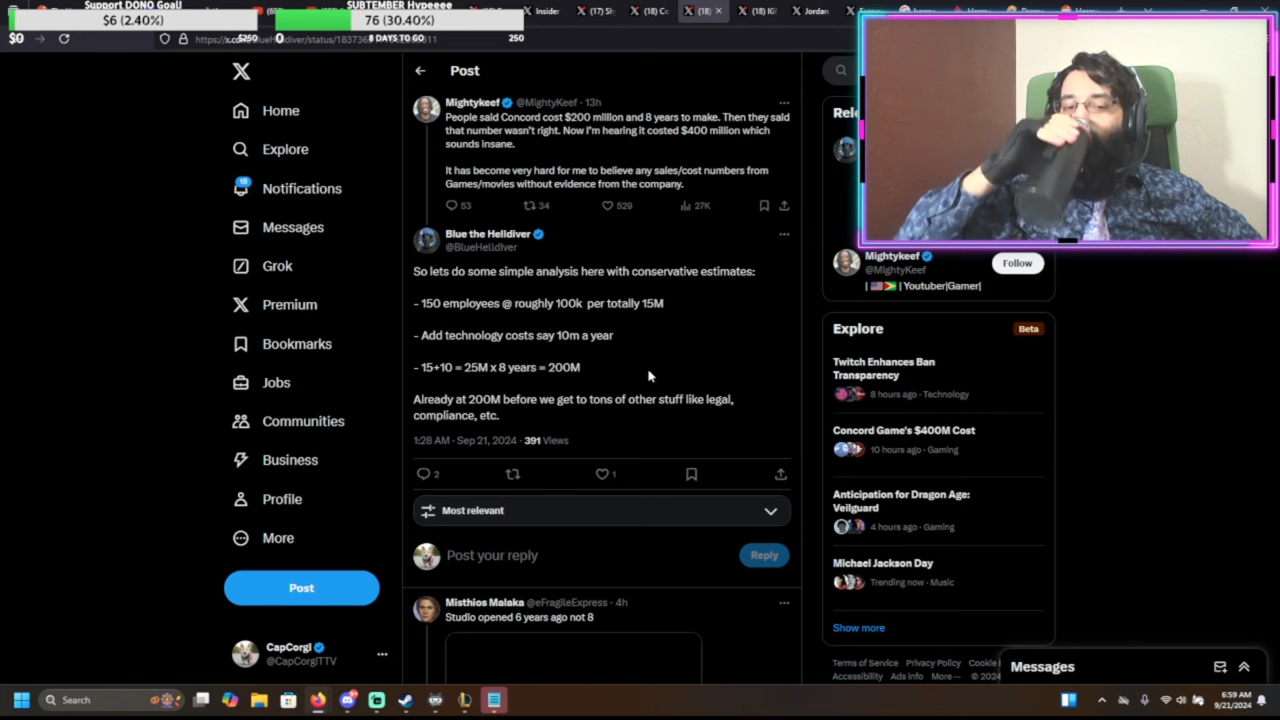 Support DONO Goal!
$6 (2.40%)
$0
$250
SUBTEMBER Hypeeee
76 (30.40%)
0
8 DAYS TO GO
250
Insider
(17)
(18)
(18)
(18)
Jordan
Post
Home
Explore
Notifications
18
Messages
Grok
Premium
Bookmarks
Jobs
Communities
Business
Profile
More
Post
CapCorgi
@CapCorgiTTV
Mightykeef @MightyKeef · 13h
People said Concord cost $200 million and 8 years to make. Then they said
that number wasn't right. Now I'm hearing it costed $400 million which
sounds insane.
It has become very hard for me to believe any sales/cost numbers from
Games/movies without evidence from the company.
53 34 529 27K
Blue the Helldiver
@BlueHelldiver
So lets do some simple analysis here with conservative estimates:
- 150 employees @ roughly 100k per totally 15M
- Add technology costs say 10m a year
- 15+10 = 25M x 8 years = 200M
Already at 200M before we get to tons of other stuff like legal,
compliance, etc.
1:28 AM · Sep 21, 2024 · 391 Views
2 1
Most relevant
Post your reply
Reply
Misthios Malaka @eFragileExpress · 4h
Studio opened 6 years ago not 8
Mightykeef
@MightyKeef
Follow
| Youtuber|Gamer|
Explore
Beta
Twitch Enhances Ban
Transparency
8 hours ago · Technology
Concord Game's $400M Cost
10 hours ago · Gaming
Anticipation for Dragon Age:
Veilguard
4 hours ago · Gaming
Michael Jackson Day
Trending now · Music
Show more
Terms of Service Privacy Policy Cookie
Accessibility Ads info More ··· © 2024
Messages
Search
6:59 AM
9/21/2024